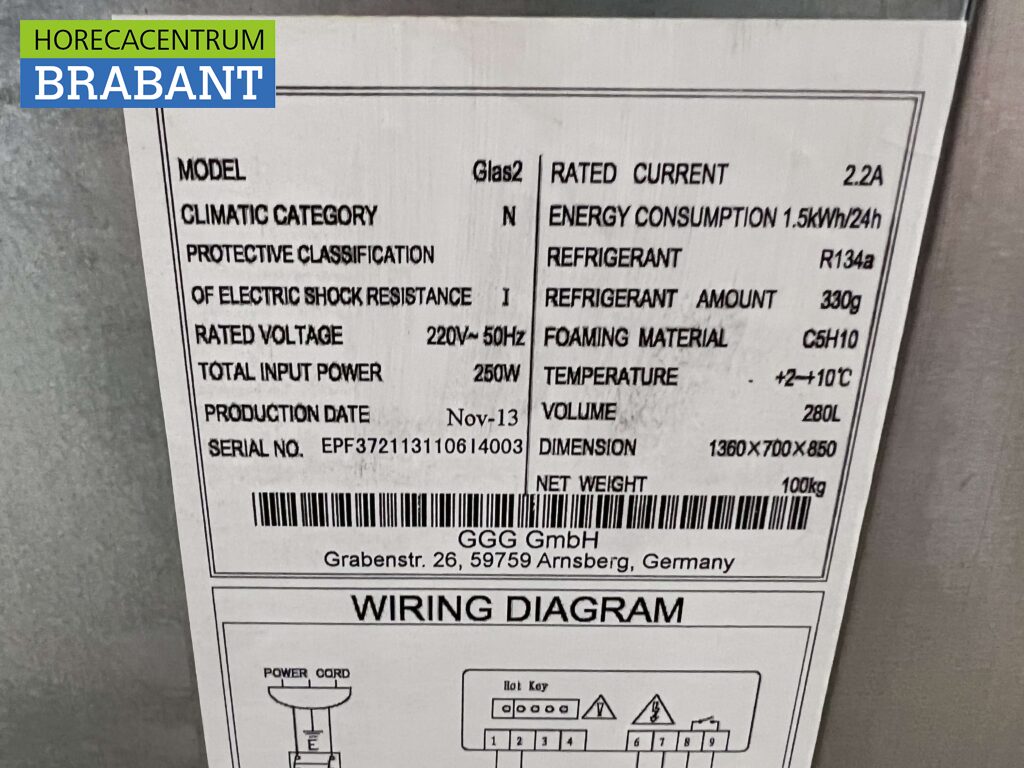 HORECACENTRUM
BRABANT
MODEL Glas2
CLIMATIC CATEGORY N
PROTECTIVE CLASSIFICATION
OF ELECTRIC SHOCK RESISTANCE I
RATED VOLTAGE 220V~ 50Hz
TOTAL INPUT POWER 250W
PRODUCTION DATE Nov-13
SERIAL NO. EPF3721131106I4003
RATED CURRENT 2.2A
ENERGY CONSUMPTION 1.5kWh/24h
REFRIGERANT R134a
REFRIGERANT AMOUNT 330g
FOAMING MATERIAL C5H10
TEMPERATURE +2~+10℃
VOLUME 280L
DIMENSION 1360×700×850
NET WEIGHT 100kg
GGG GmbH
Grabenstr. 26, 59759 Arnsberg, Germany
WIRING DIAGRAM
POWER CORD
E
Hot Key
1 2 3 4 6 7 8 9